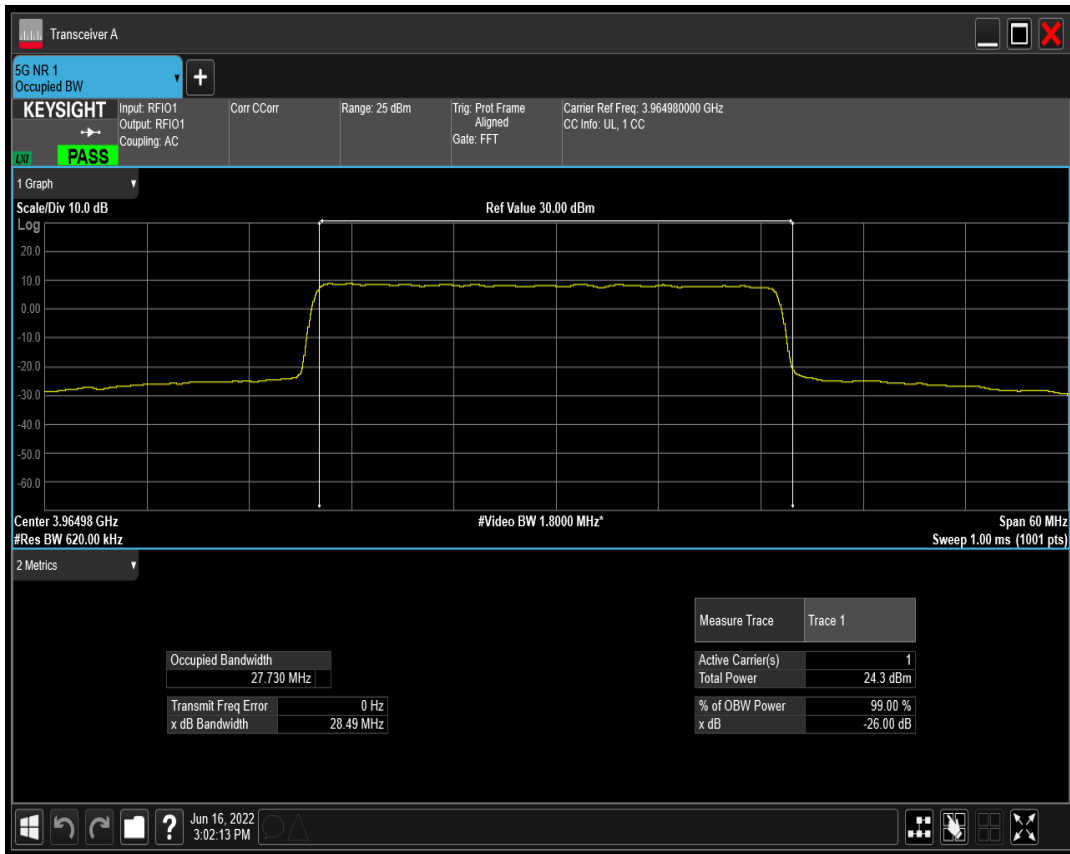 Transceiver A
5G NR 1
Occupied BW
+
KEYSIGHT
LXI
PASS
Input: RFIO1
Output: RFIO1
Coupling: AC
Corr CCorr
Range: 25 dBm
Trig: Prot Frame
Aligned
Gate: FFT
Carrier Ref Freq: 3.964980000 GHz
CC Info: UL, 1 CC
1 Graph
Scale/Div 10.0 dB
Ref Value 30.00 dBm
Log
20.0
10.0
0.00
-10.0
-20.0
-30.0
-40.0
-50.0
-60.0
Center 3.96498 GHz
#Video BW 1.8000 MHz*
Span 60 MHz
#Res BW 620.00 kHz
Sweep 1.00 ms (1001 pts)
2 Metrics
Measure Trace Trace 1
Occupied Bandwidth
27.730 MHz
Active Carrier(s) 1
Total Power 24.3 dBm
Transmit Freq Error 0 Hz
x dB Bandwidth 28.49 MHz
% of OBW Power 99.00 %
x dB -26.00 dB
?
Jun 16, 2022
3:02:13 PM